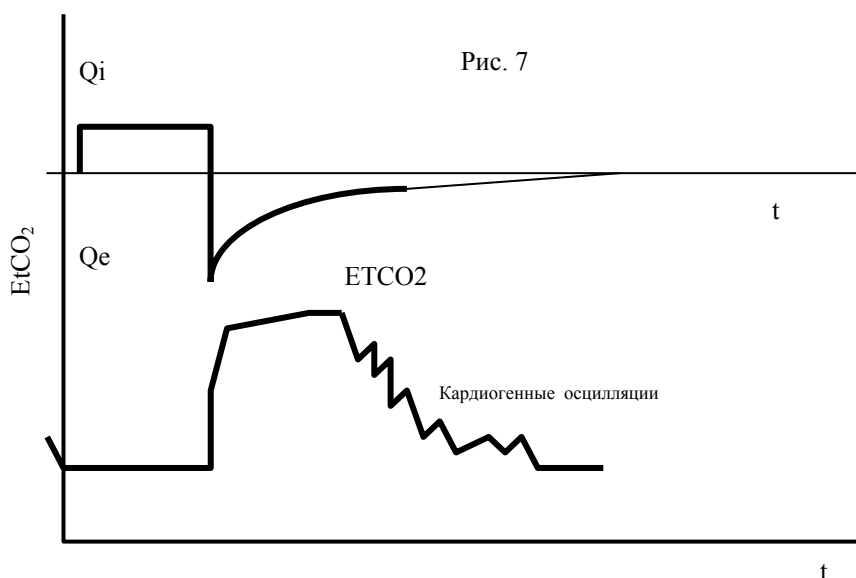 Qi
Рис. 7
t
EtCO₂
Qe
ETCO2
Кардиогенные осцилляции
t